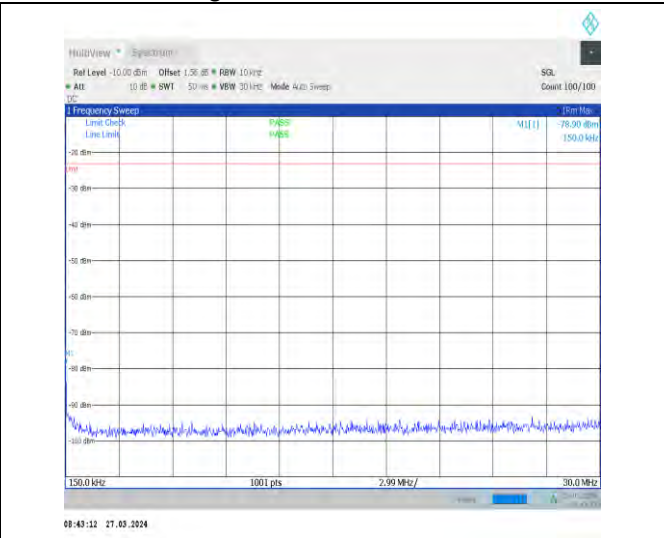 MultiView Spectrum
Ref Level -10.00 dBm Offset 1.56 dB RBW 10 kHz SGL
Att 10 dB SWT 50 ms VBW 30 kHz Mode Auto Sweep Count 100/100
DC
1 Frequency Sweep 1Rm Max
Limit Check PASS M1[1] -78.90 dBm
Line Limit PASS 150.0 kHz
-20 dBm
-30 dBm
-40 dBm
-50 dBm
-60 dBm
-70 dBm
M1
-80 dBm
-90 dBm
-100 dBm
150.0 kHz 1001 pts 2.99 MHz/ 30.0 MHz
08:43:12 27.03.2024